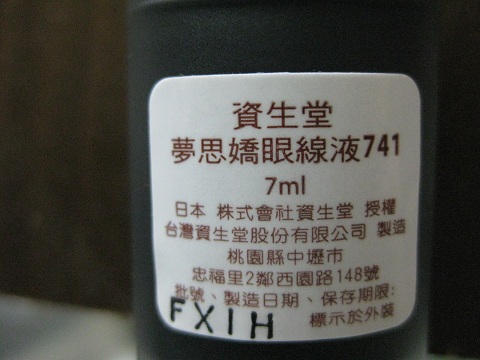 資生堂
夢思嬌眼線液741
7ml
日本 株式會社資生堂 授權
台灣資生堂股份有限公司 製造
桃園縣中壢市
忠福里2鄰西園路148號
批號、製造日期、保存期限:
標示於外裝
FXIH